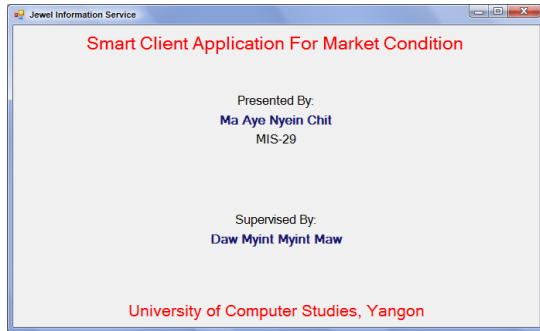 Jewel Information Service
Smart Client Application For Market Condition
Presented By:
Ma Aye Nyein Chit
MIS-29
Supervised By:
Daw Myint Myint Maw
University of Computer Studies, Yangon